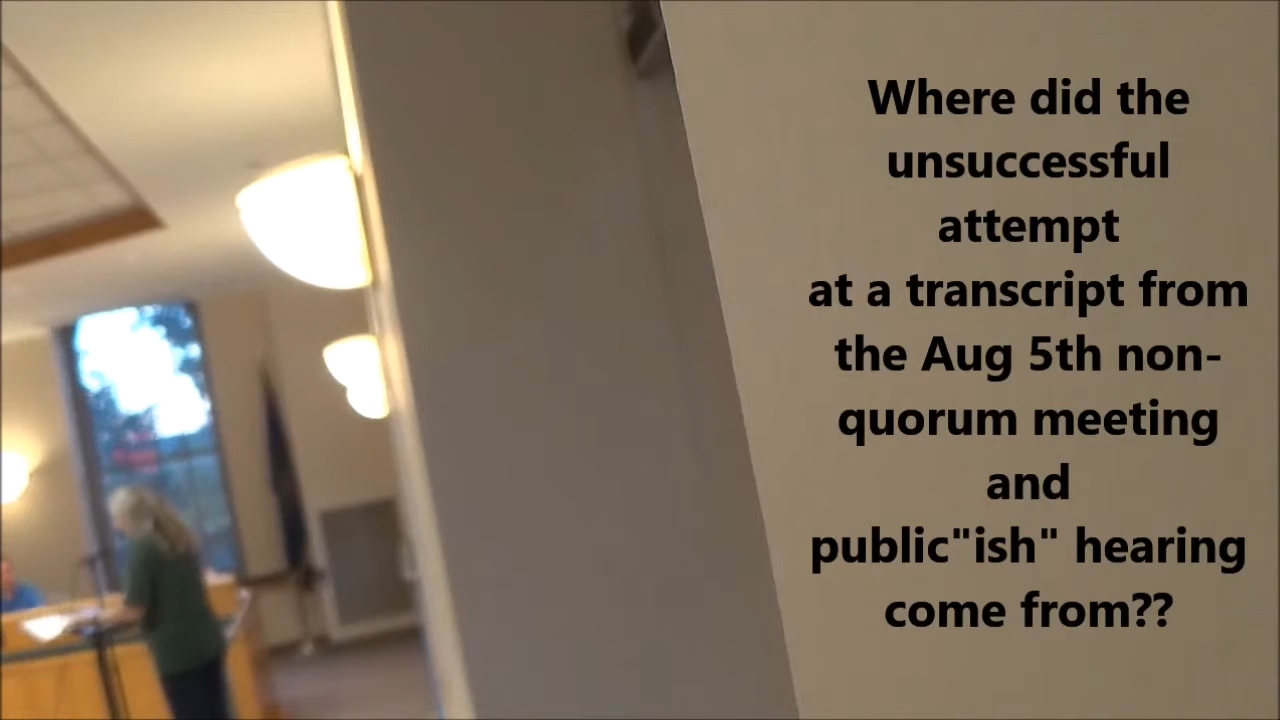 Where did the
unsuccessful
attempt
at a transcript from
the Aug 5th non-
quorum meeting
and
public"ish" hearing
come from??